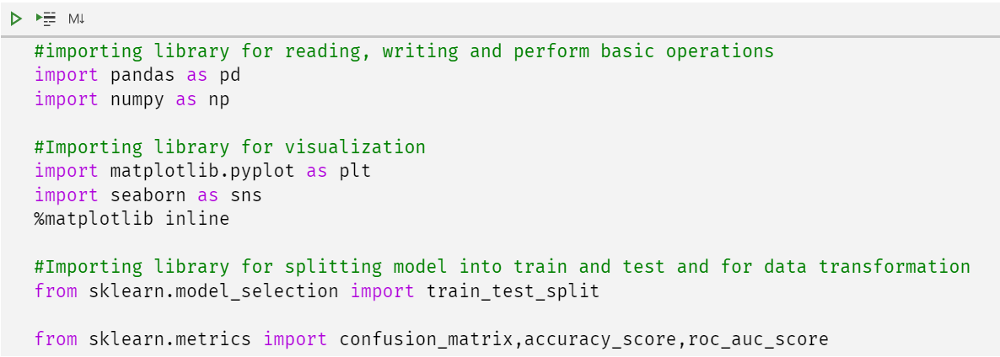 M↓
#importing library for reading, writing and perform basic operations
import pandas as pd
import numpy as np
#Importing library for visualization
import matplotlib.pyplot as plt
import seaborn as sns
%matplotlib inline
#Importing library for splitting model into train and test and for data transformation
from sklearn.model_selection import train_test_split
from sklearn.metrics import confusion_matrix,accuracy_score,roc_auc_score